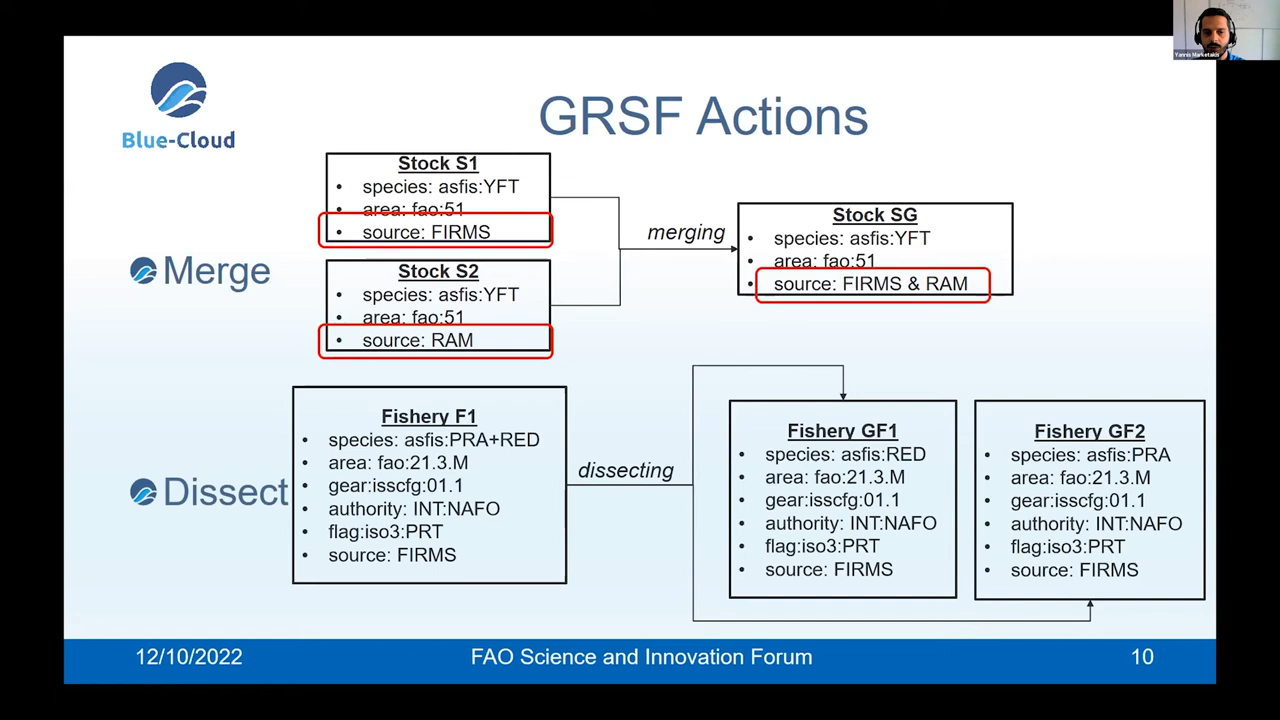 Yannis Marketakis
Blue-Cloud
GRSF Actions
Merge
Stock S1
• species: asfis:YFT
• area: fao:51
• source: FIRMS
Stock S2
• species: asfis:YFT
• area: fao:51
• source: RAM
merging
Stock SG
• species: asfis:YFT
• area: fao:51
• source: FIRMS & RAM
Dissect
Fishery F1
• species: asfis:PRA+RED
• area: fao:21.3.M
• gear:isscfg:01.1
• authority: INT:NAFO
• flag:iso3:PRT
• source: FIRMS
dissecting
Fishery GF1
• species: asfis:RED
• area: fao:21.3.M
• gear:isscfg:01.1
• authority: INT:NAFO
• flag:iso3:PRT
• source: FIRMS
Fishery GF2
• species: asfis:PRA
• area: fao:21.3.M
• gear:isscfg:01.1
• authority: INT:NAFO
• flag:iso3:PRT
• source: FIRMS
12/10/2022
FAO Science and Innovation Forum
10